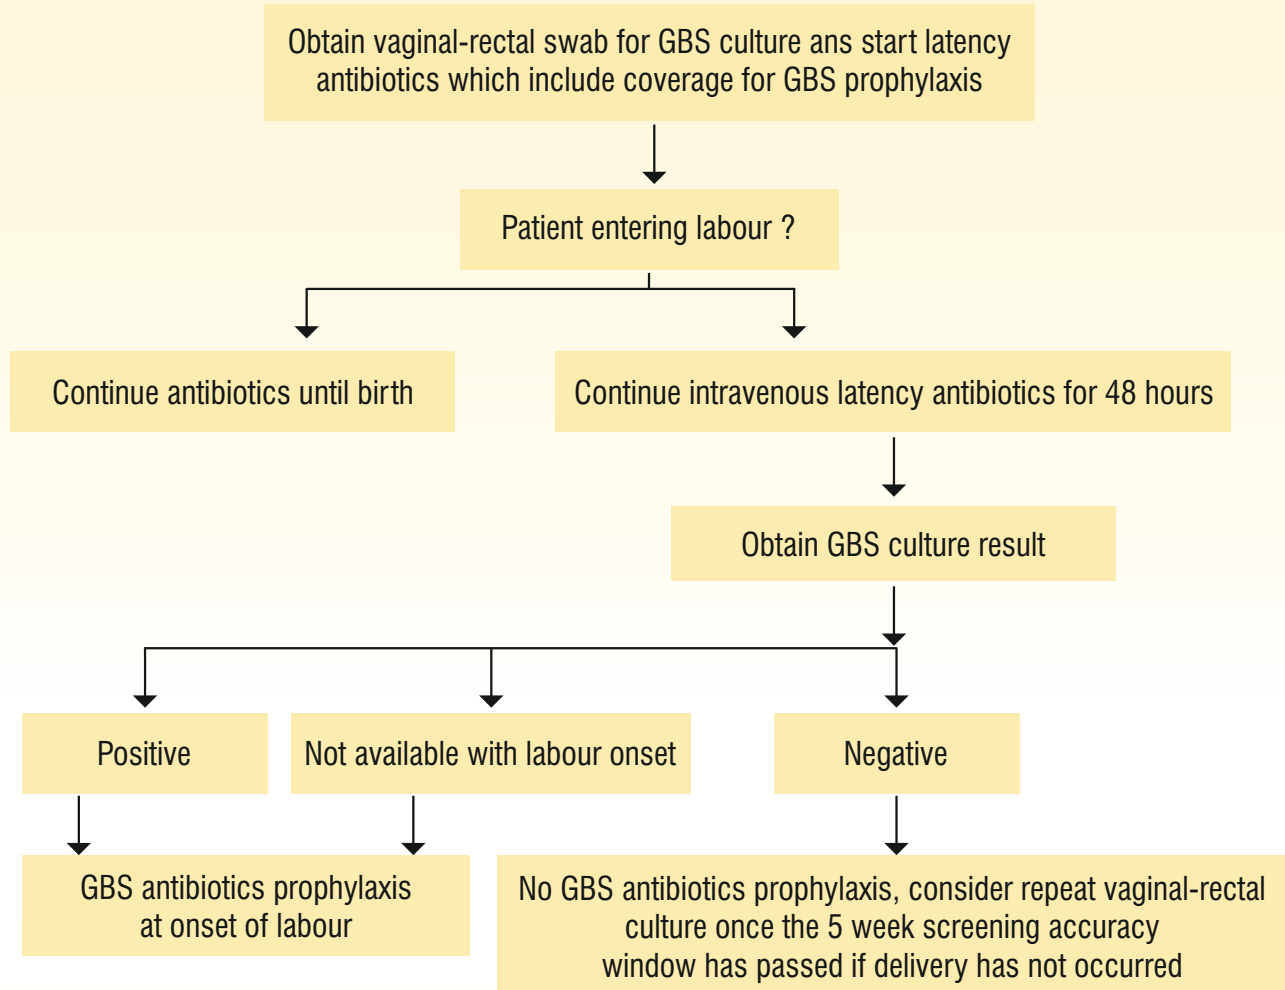 Obtain vaginal-rectal swab for GBS culture ans start latency
antibiotics which include coverage for GBS prophylaxis
Patient entering labour ?
Continue antibiotics until birth
Continue intravenous latency antibiotics for 48 hours
Obtain GBS culture result
Positive
Not available with labour onset
Negative
GBS antibiotics prophylaxis
at onset of labour
No GBS antibiotics prophylaxis, consider repeat vaginal-rectal
culture once the 5 week screening accuracy
window has passed if delivery has not occurred